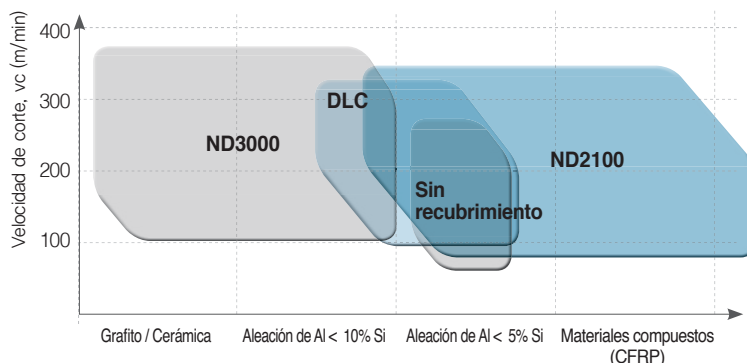 Velocidad de corte, vc (m/min)
400
300
200
100
DLC
ND3000
ND2100
Sin
recubrimiento
Grafito / Cerámica
Aleación de Al < 10% Si
Aleación de Al < 5% Si
Materiales compuestos
(CFRP)